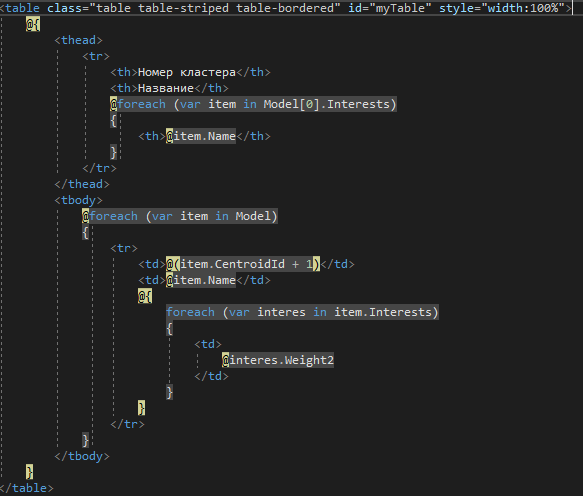 <table class="table table-striped table-bordered" id="myTable" style="width:100%">
@{
<thead>
<tr>
<th>Номер кластера</th>
<th>Название</th>
@foreach (var item in Model[0].Interests)
{
<th>@item.Name</th>
}
</tr>
</thead>
<tbody>
@foreach (var item in Model)
{
<tr>
<td>@(item.CentroidId + 1)</td>
<td>@item.Name</td>
@{
foreach (var interes in item.Interests)
{
<td>
@interes.Weight2
</td>
}
}
</tr>
}
</tbody>
}
</table>